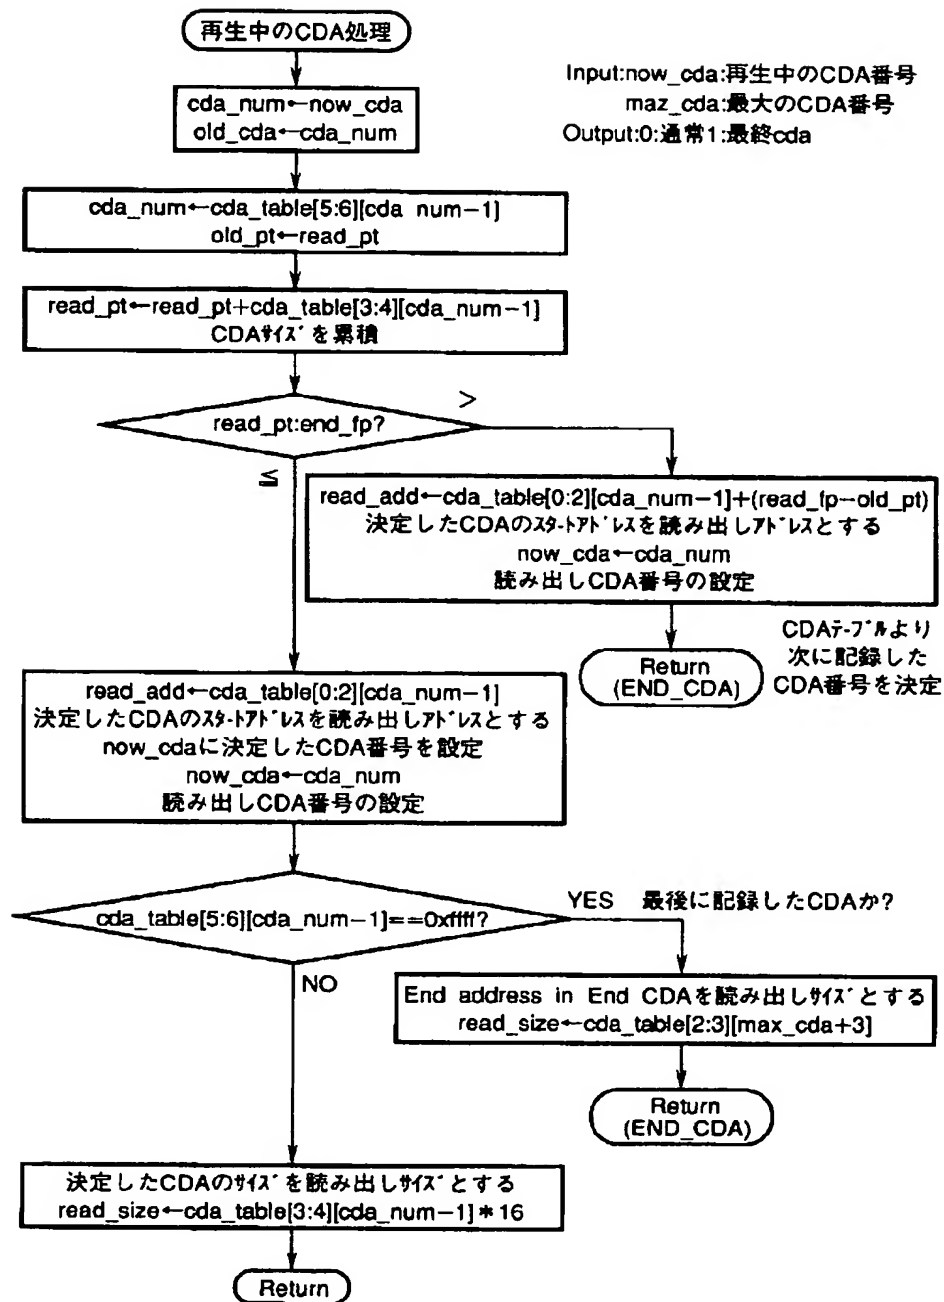 再生中のCDA処理
Input:now_cda:再生中のCDA番号
maz_cda:最大のCDA番号
Output:0:通常1:最終cda
cda_num←now_cda
old_cda←cda_num
cda_num←cda_table[5:6][cda num−1]
old_pt←read_pt
read_pt←read_pt+cda_table[3:4][cda_num−1]
CDAｻｲｽﾞを累積
>
read_pt:end_fp?
≦
read_add←cda_table[0:2][cda_num−1]+(read_fp−old_pt)
決定したCDAのｽﾀｰﾄｱﾄﾞﾚｽを読み出しｱﾄﾞﾚｽとする
now_cda←cda_num
読み出しCDA番号の設定
CDAﾃｰﾌﾞﾙより
次に記録した
CDA番号を決定
Return
(END_CDA)
read_add←cda_table[0:2][cda_num−1]
決定したCDAのｽﾀｰﾄｱﾄﾞﾚｽを読み出しｱﾄﾞﾚｽとする
now_cdaに決定したCDA番号を設定
now_cda←cda_num
読み出しCDA番号の設定
cda_table[5:6][cda_num−1]==0xffff?
YES 最後に記録したCDAか?
NO
End address in End CDAを読み出しｻｲｽﾞとする
read_size←cda_table[2:3][max_cda+3]
Return
(END_CDA)
決定したCDAのｻｲｽﾞを読み出しｻｲｽﾞとする
read_size←cda_table[3:4][cda_num−1]*16
Return